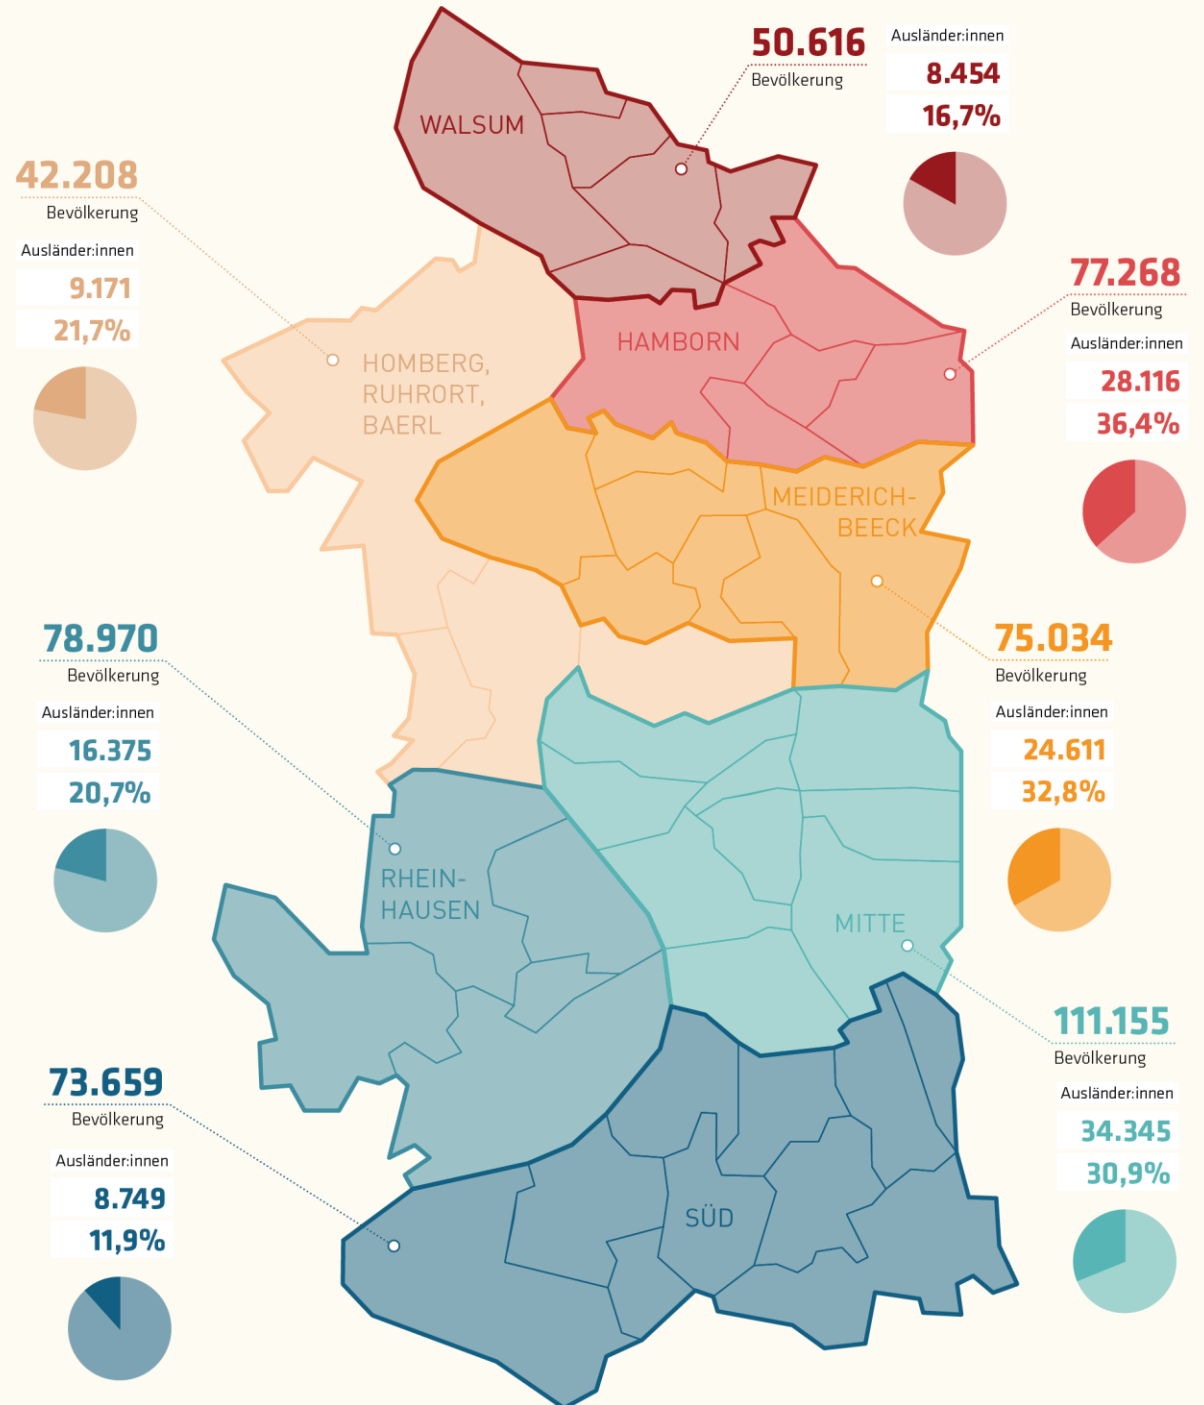 50.616
Bevölkerung
Ausländer:innen
8.454
16,7%
WALSUM
42.208
Bevölkerung
Ausländer:innen
9.171
21,7%
77.268
Bevölkerung
Ausländer:innen
28.116
36,4%
HAMBORN
HOMBERG,
RUHRORT,
BAERL
MEIDERICH-
BEECK
78.970
Bevölkerung
Ausländer:innen
16.375
20,7%
75.034
Bevölkerung
Ausländer:innen
24.611
32,8%
RHEIN-
HAUSEN
MITTE
111.155
Bevölkerung
Ausländer:innen
34.345
30,9%
73.659
Bevölkerung
Ausländer:innen
8.749
11,9%
SÜD